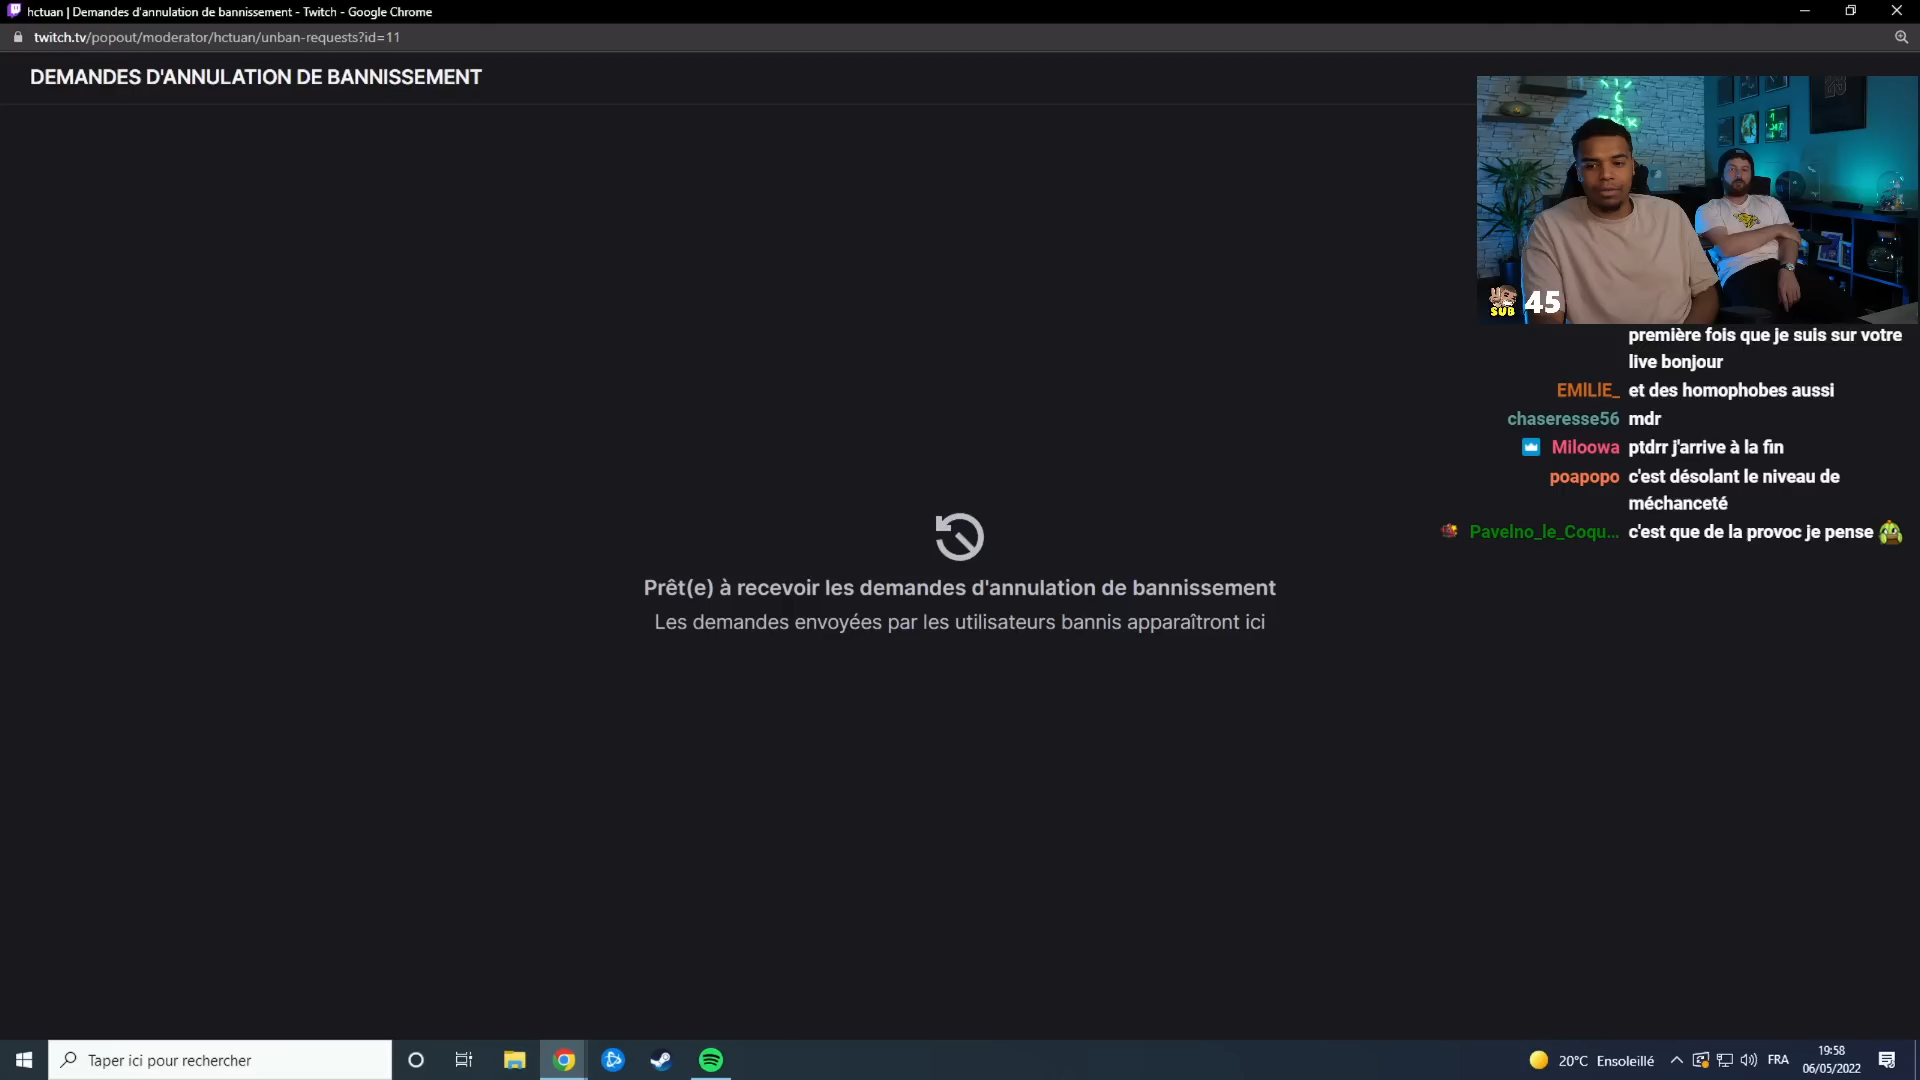 hctuan | Demandes d'annulation de bannissement - Twitch - Google Chrome
twitch.tv/popout/moderator/hctuan/unban-requests?id=11
DEMANDES D'ANNULATION DE BANNISSEMENT
SUB 45
première fois que je suis sur votre
live bonjour
EMILIE_ et des homophobes aussi
chaseresse56 mdr
Miloowa ptdrr j'arrive à la fin
poapopo c'est désolant le niveau de
méchanceté
Pavelno_le_Coqu... c'est que de la provoc je pense
Prêt(e) à recevoir les demandes d'annulation de bannissement
Les demandes envoyées par les utilisateurs bannis apparaîtront ici
Taper ici pour rechercher
20°C Ensoleillé
FRA
19:58
06/05/2022